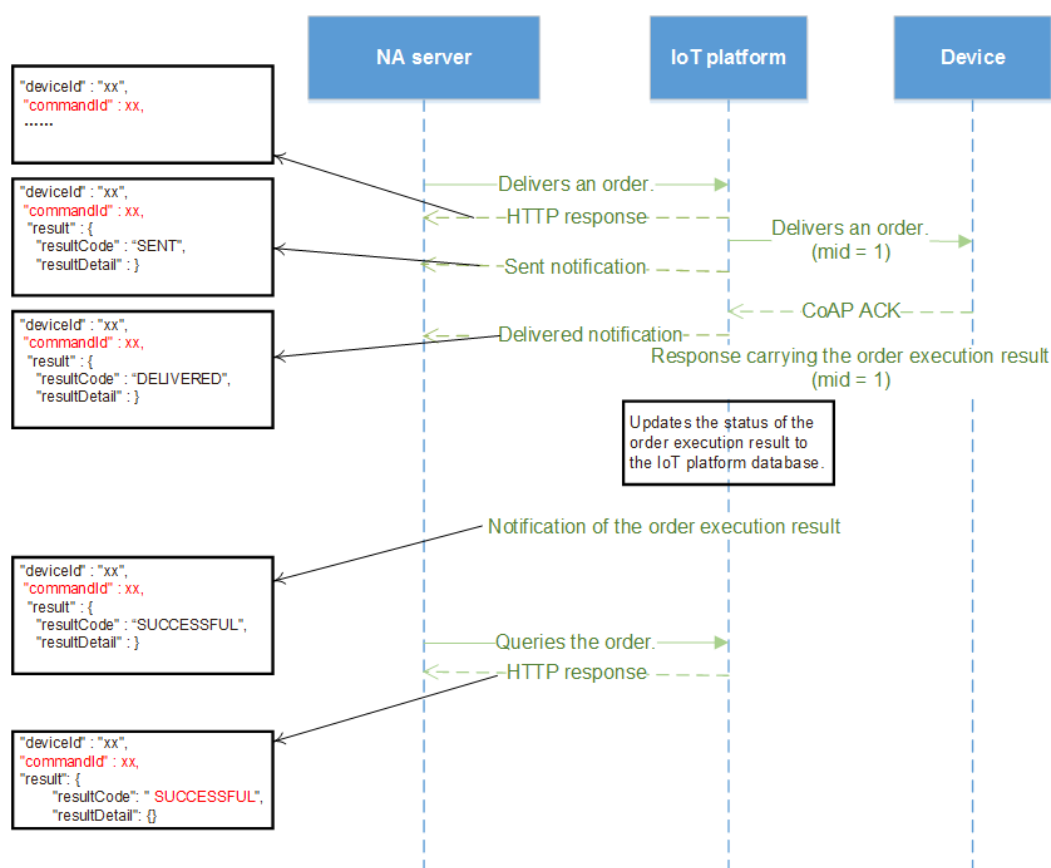 NA server
IoT platform
Device
"deviceId" : "xx",
"commandId" : xx,
......
Delivers an order.
HTTP response
"deviceId" : "xx",
"commandId" : xx,
"result" : {
"resultCode" : “SENT”,
"resultDetail" : }
Delivers an order.
(mid = 1)
Sent notification
CoAP ACK
"deviceId" : "xx",
"commandId" : xx,
"result" : {
"resultCode" : “DELIVERED”,
"resultDetail" : }
Delivered notification
Response carrying the order execution result
(mid = 1)
Updates the status of the
order execution result to
the IoT platform database.
Notification of the order execution result
"deviceId" : "xx",
"commandId" : xx,
"result" : {
"resultCode" : “SUCCESSFUL”,
"resultDetail" : }
Queries the order.
HTTP response
"deviceId" : "xx",
"commandId" : xx,
"result": {
"resultCode": " SUCCESSFUL",
"resultDetail": {}